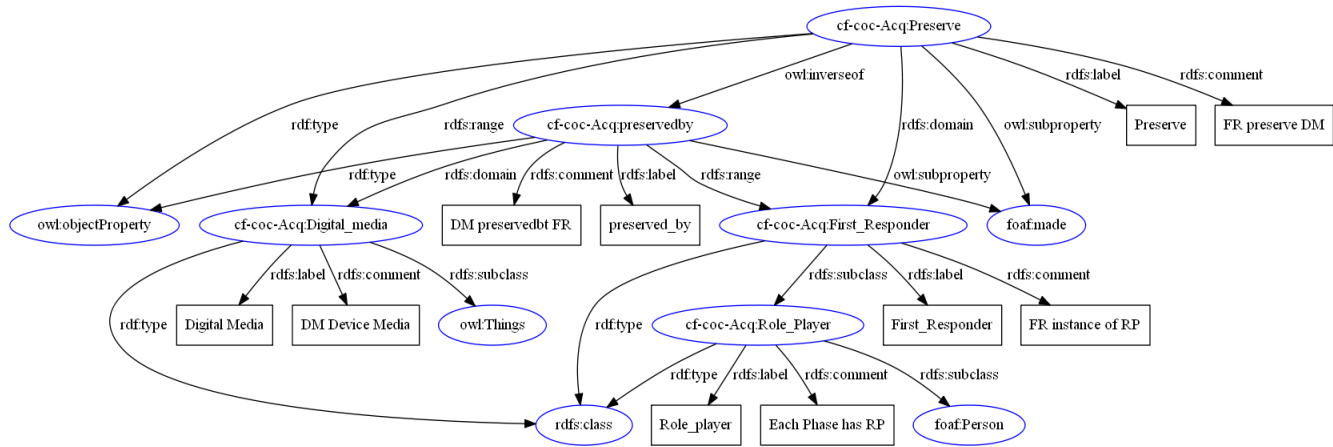 cf-coc-Acq:Preserve
owl:inverseof
rdfs:label
rdfs:comment
rdf:type
rdfs:range
cf-coc-Acq:preservedby
rdfs:domain
owl:subproperty
Preserve
FR preserve DM
rdf:type
rdfs:domain
rdfs:comment
rdfs:label
rdfs:range
owl:subproperty
owl:objectProperty
cf-coc-Acq:Digital_media
DM preservedbt FR
preserved_by
cf-coc-Acq:First_Responder
foaf:made
rdfs:label
rdfs:comment
rdfs:subclass
rdfs:subclass
rdfs:label
rdfs:comment
rdf:type
Digital Media
DM Device Media
owl:Things
rdf:type
cf-coc-Acq:Role_Player
First_Responder
FR instance of RP
rdf:type
rdfs:label
rdfs:comment
rdfs:subclass
rdfs:class
Role_player
Each Phase has RP
foaf:Person